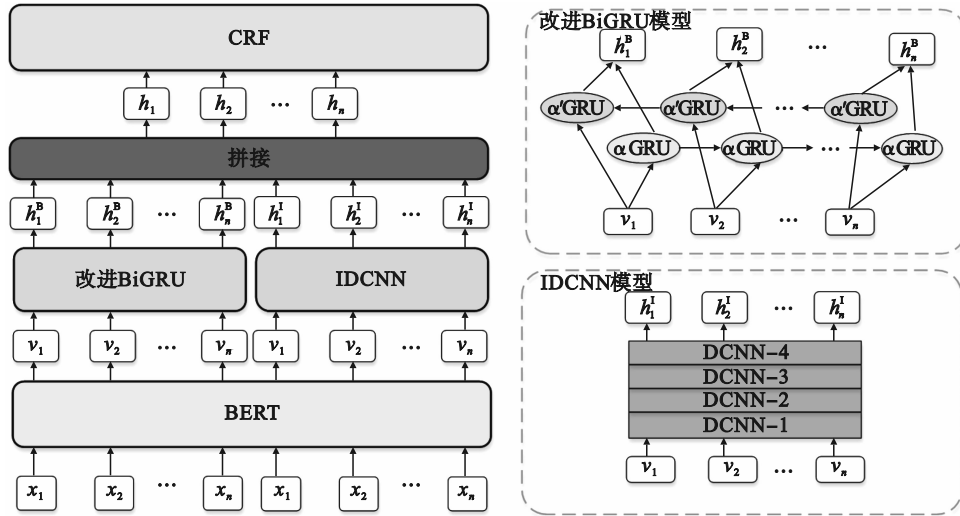 CRF
h₁ h₂ … hₙ
拼接
h₁ᴮ h₂ᴮ … hₙᴮ h₁ᴵ h₂ᴵ … hₙᴵ
改进BiGRU IDCNN
v₁ v₂ … vₙ v₁ v₂ … vₙ
BERT
x₁ x₂ … xₙ x₁ x₂ … xₙ
改进BiGRU模型
h₁ᴮ h₂ᴮ … hₙᴮ
α'GRU α'GRU … α'GRU
αGRU αGRU … αGRU
v₁ v₂ … vₙ
IDCNN模型
h₁ᴵ h₂ᴵ … hₙᴵ
DCNN-4
DCNN-3
DCNN-2
DCNN-1
v₁ v₂ … vₙ